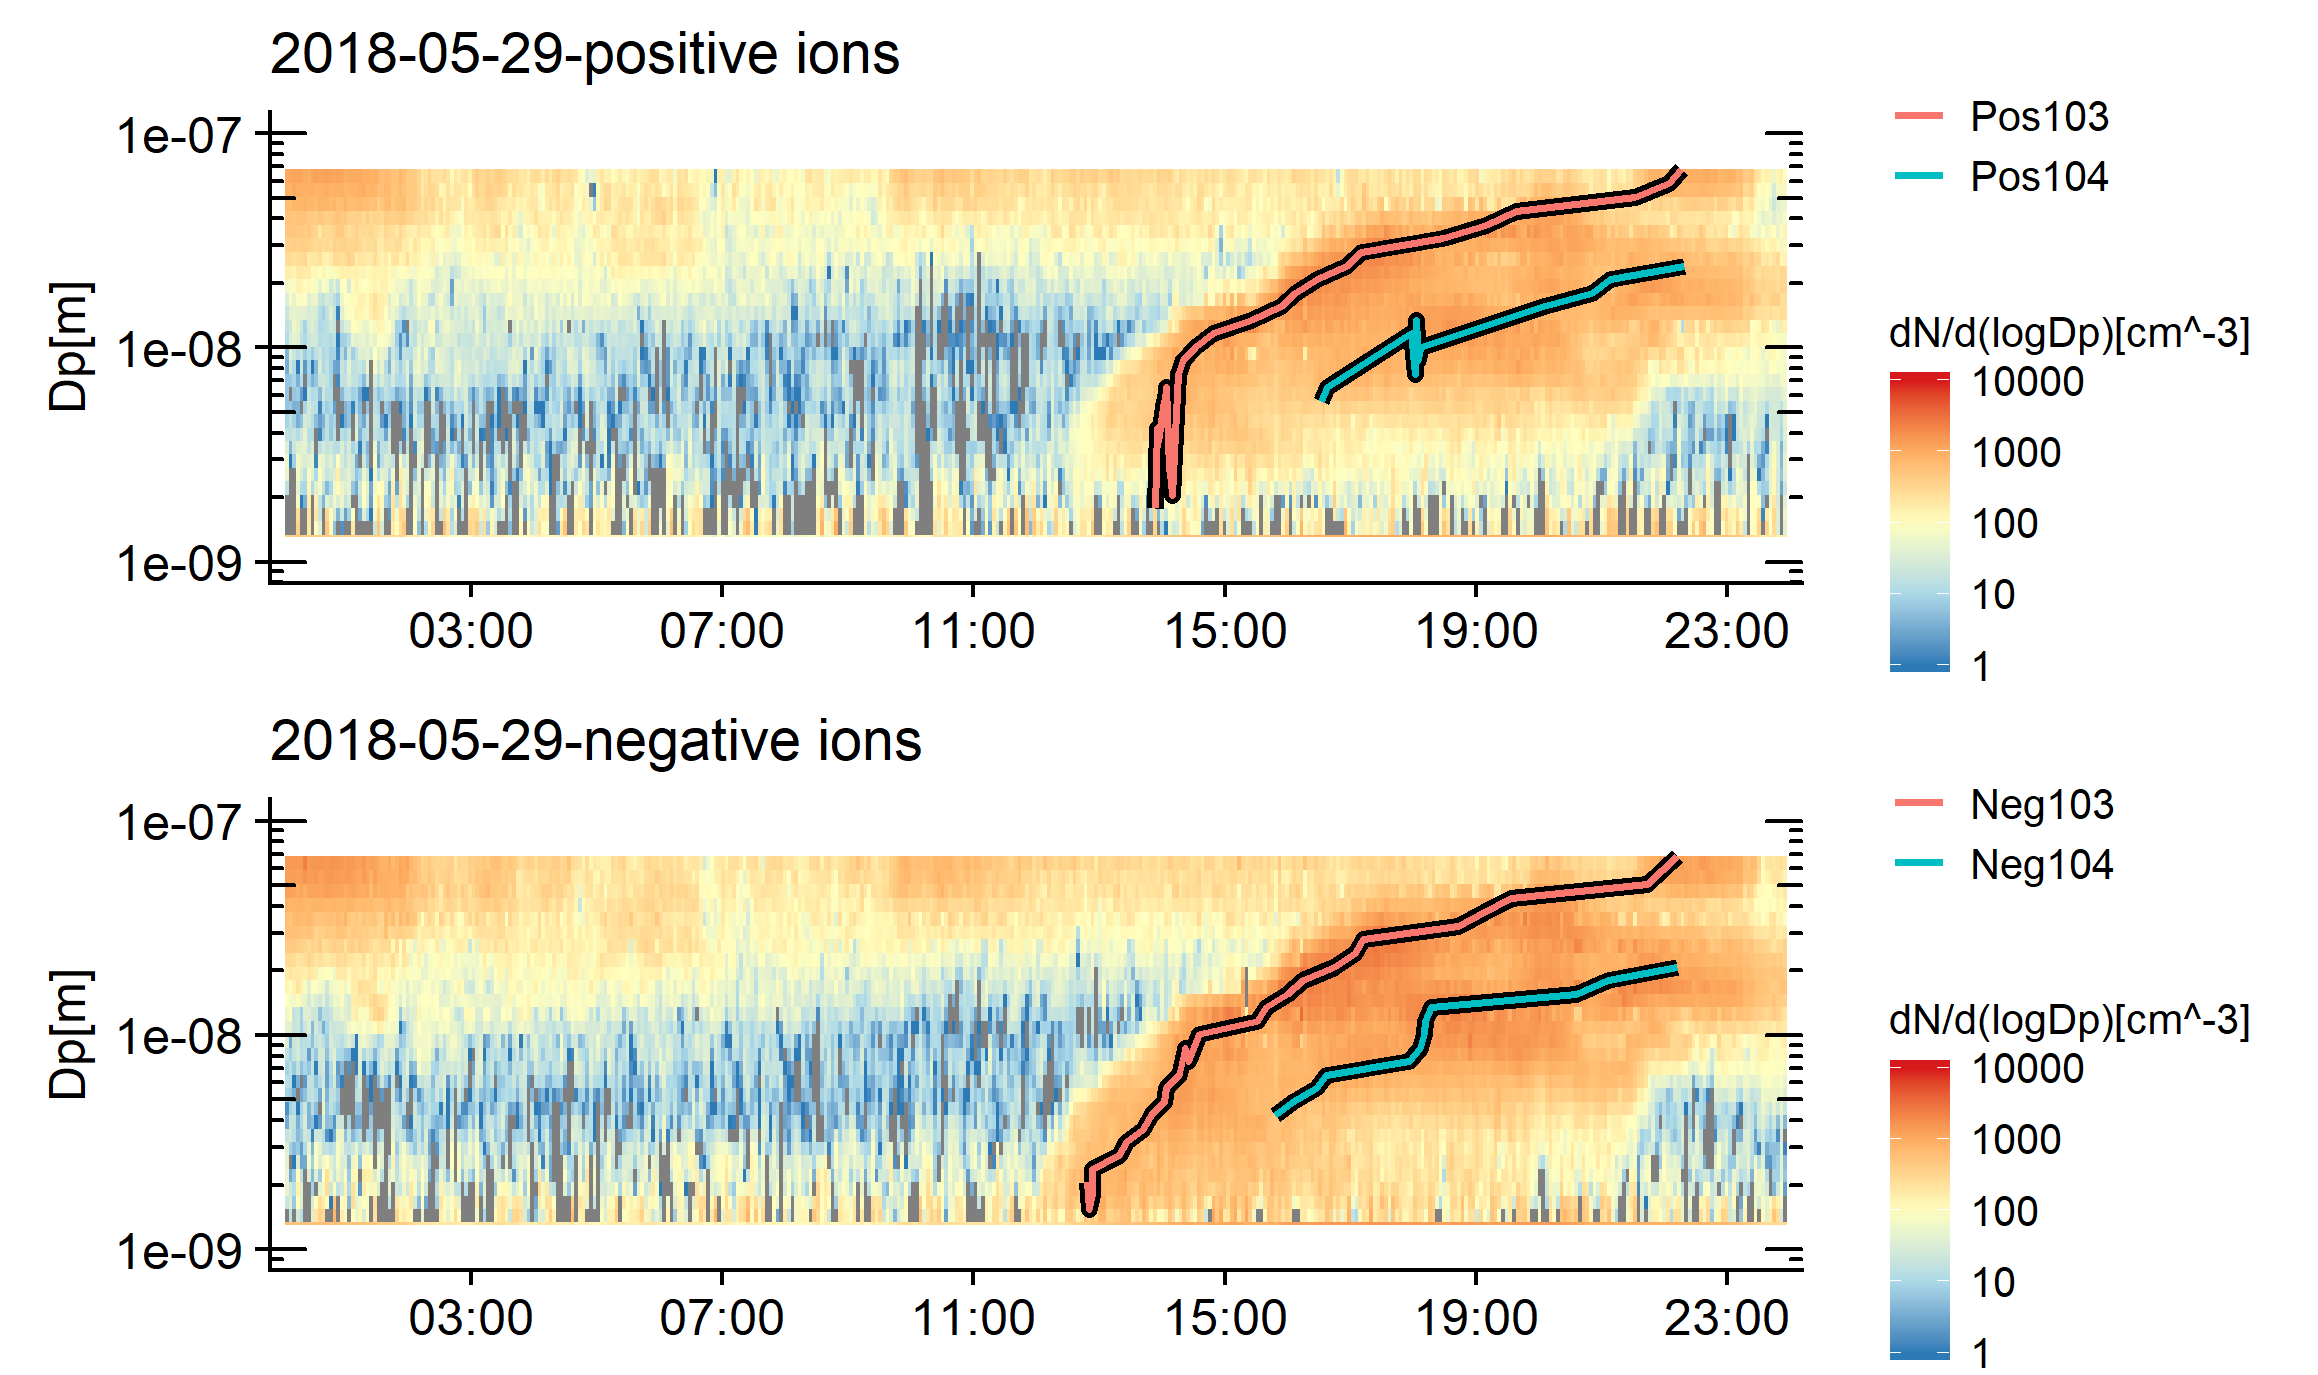 2018-05-29-positive ions
Pos103
Pos104
Dp[m]
1e-07
1e-08
1e-09
03:00 07:00 11:00 15:00 19:00 23:00
dN/d(logDp)[cm^-3]
10000
1000
100
10
1
2018-05-29-negative ions
Neg103
Neg104
Dp[m]
1e-07
1e-08
1e-09
03:00 07:00 11:00 15:00 19:00 23:00
dN/d(logDp)[cm^-3]
10000
1000
100
10
1